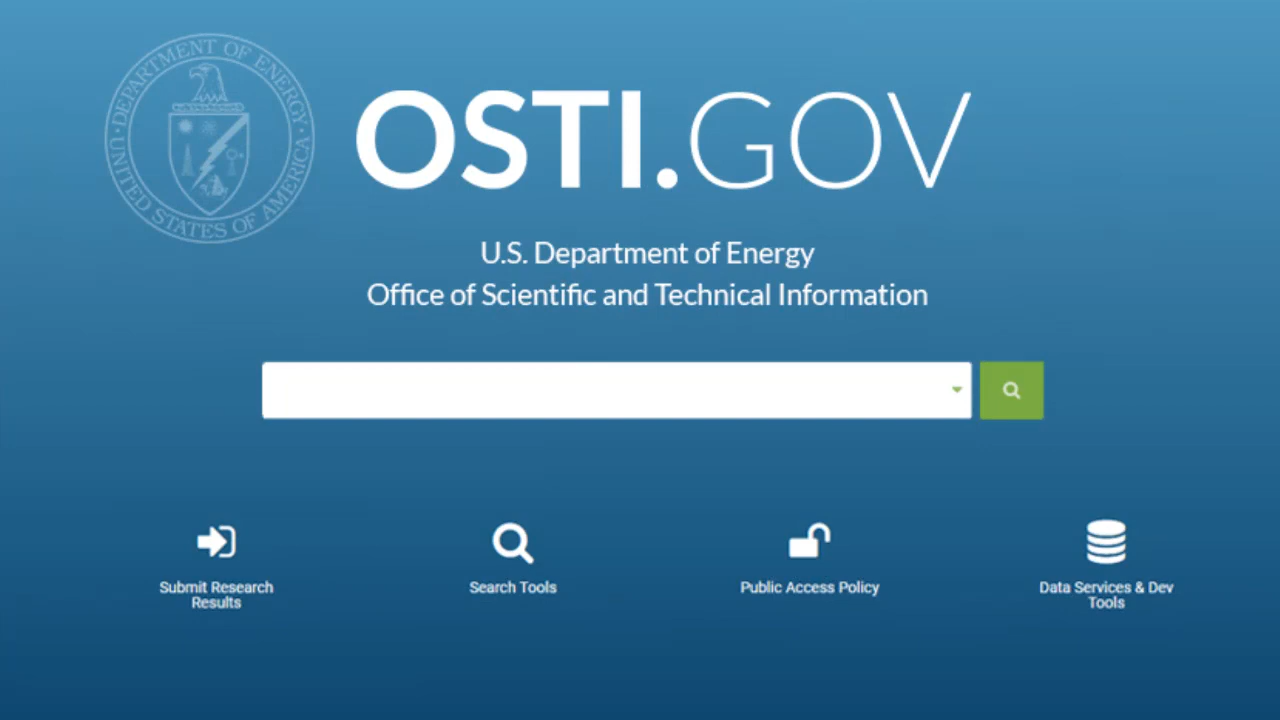 DEPARTMENT OF ENERGY
UNITED STATES OF AMERICA
OSTI.GOV
U.S. Department of Energy
Office of Scientific and Technical Information
Submit Research
Results
Search Tools
Public Access Policy
Data Services & Dev
Tools